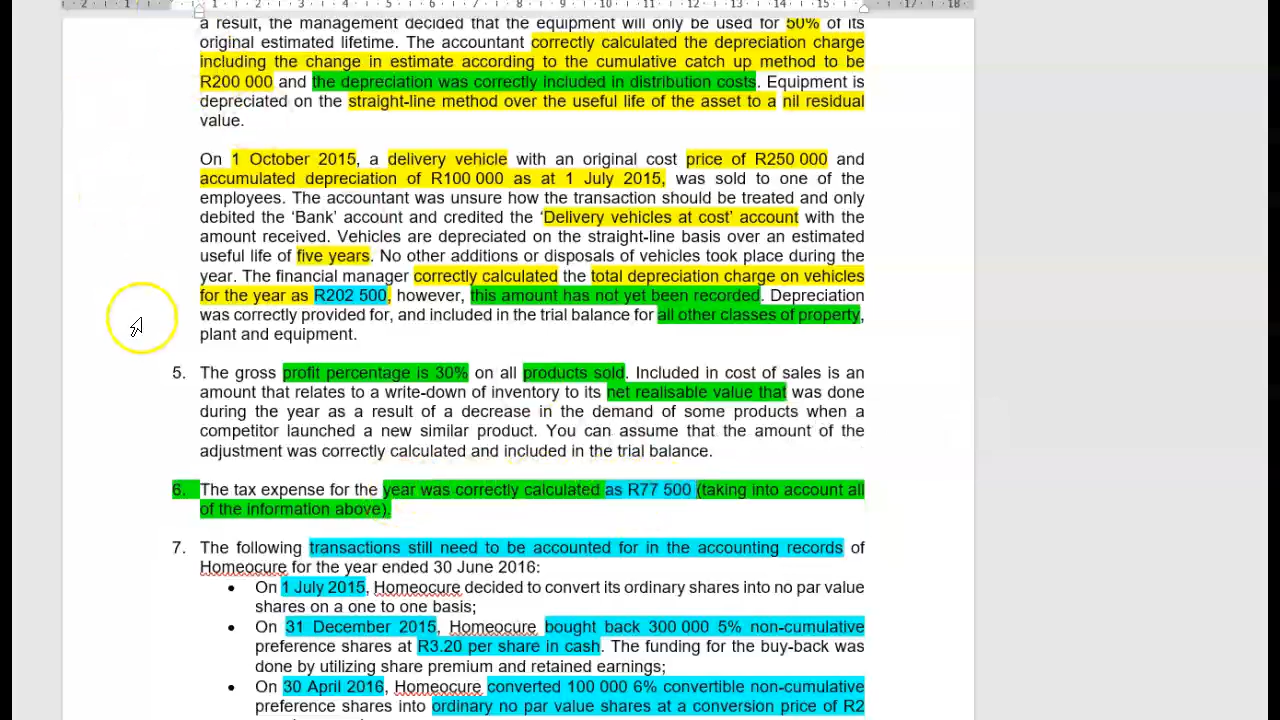 2 1 1 2 3 4 5 6 7 8 9 10 11 12 13 14 15 16 17 18
a result, the management decided that the equipment will only be used for 50% of its
original estimated lifetime. The accountant correctly calculated the depreciation charge
including the change in estimate according to the cumulative catch up method to be
R200 000 and the depreciation was correctly included in distribution costs. Equipment is
depreciated on the straight-line method over the useful life of the asset to a nil residual
value.
On 1 October 2015, a delivery vehicle with an original cost price of R250 000 and
accumulated depreciation of R100 000 as at 1 July 2015, was sold to one of the
employees. The accountant was unsure how the transaction should be treated and only
debited the ‘Bank’ account and credited the ‘Delivery vehicles at cost’ account with the
amount received. Vehicles are depreciated on the straight-line basis over an estimated
useful life of five years. No other additions or disposals of vehicles took place during the
year. The financial manager correctly calculated the total depreciation charge on vehicles
for the year as R202 500, however, this amount has not yet been recorded. Depreciation
was correctly provided for, and included in the trial balance for all other classes of property,
plant and equipment.
5. The gross profit percentage is 30% on all products sold. Included in cost of sales is an
amount that relates to a write-down of inventory to its net realisable value that was done
during the year as a result of a decrease in the demand of some products when a
competitor launched a new similar product. You can assume that the amount of the
adjustment was correctly calculated and included in the trial balance.
6. The tax expense for the year was correctly calculated as R77 500 (taking into account all
of the information above).
7. The following transactions still need to be accounted for in the accounting records of
Homeocure for the year ended 30 June 2016:
• On 1 July 2015, Homeocure decided to convert its ordinary shares into no par value
shares on a one to one basis;
• On 31 December 2015, Homeocure bought back 300 000 5% non-cumulative
preference shares at R3.20 per share in cash. The funding for the buy-back was
done by utilizing share premium and retained earnings;
• On 30 April 2016, Homeocure converted 100 000 6% convertible non-cumulative
preference shares into ordinary no par value shares at a conversion price of R2